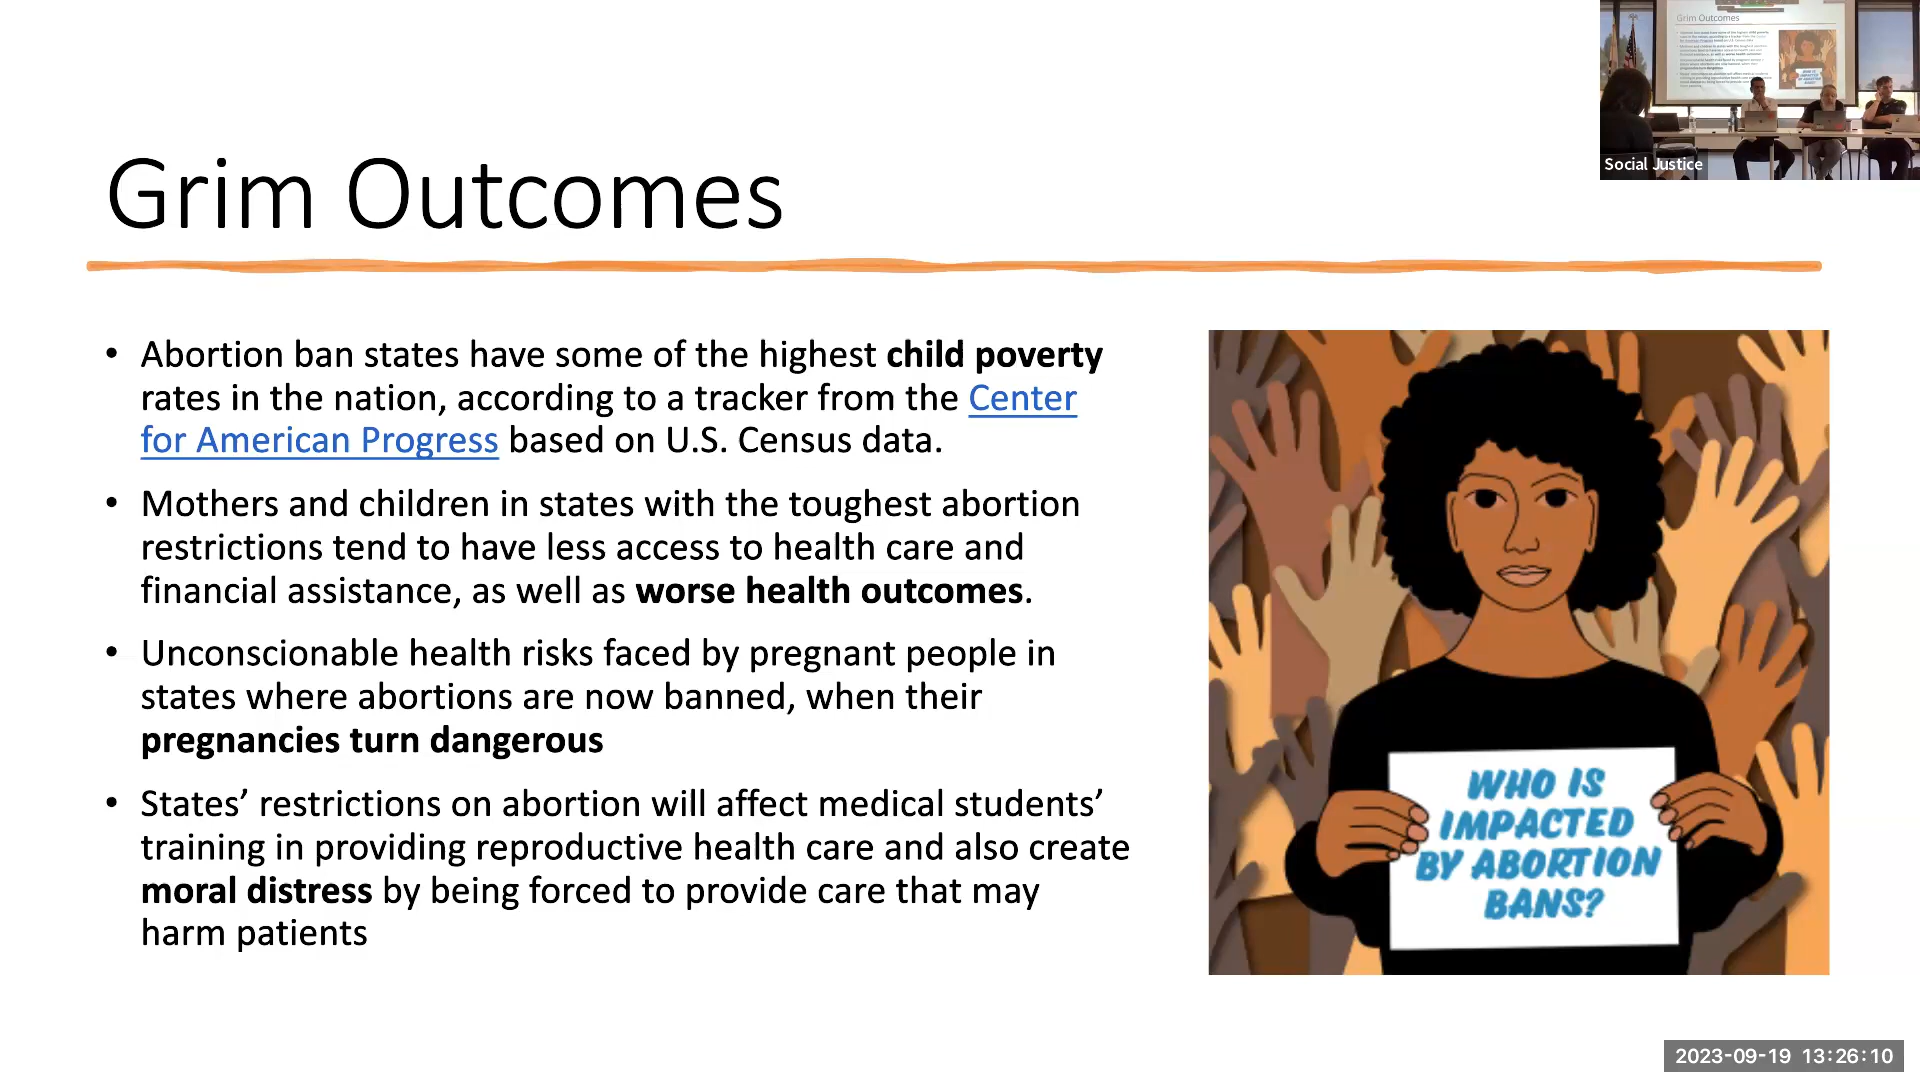 Grim Outcomes
Social Justice
Grim Outcomes
• Abortion ban states have some of the highest child poverty
rates in the nation, according to a tracker from the Center
for American Progress based on U.S. Census data.
• Mothers and children in states with the toughest abortion
restrictions tend to have less access to health care and
financial assistance, as well as worse health outcomes.
• Unconscionable health risks faced by pregnant people in
states where abortions are now banned, when their
pregnancies turn dangerous
• States’ restrictions on abortion will affect medical students’
training in providing reproductive health care and also create
moral distress by being forced to provide care that may
harm patients
WHO IS
IMPACTED
BY ABORTION
BANS?
2023-09-19 13:26:10